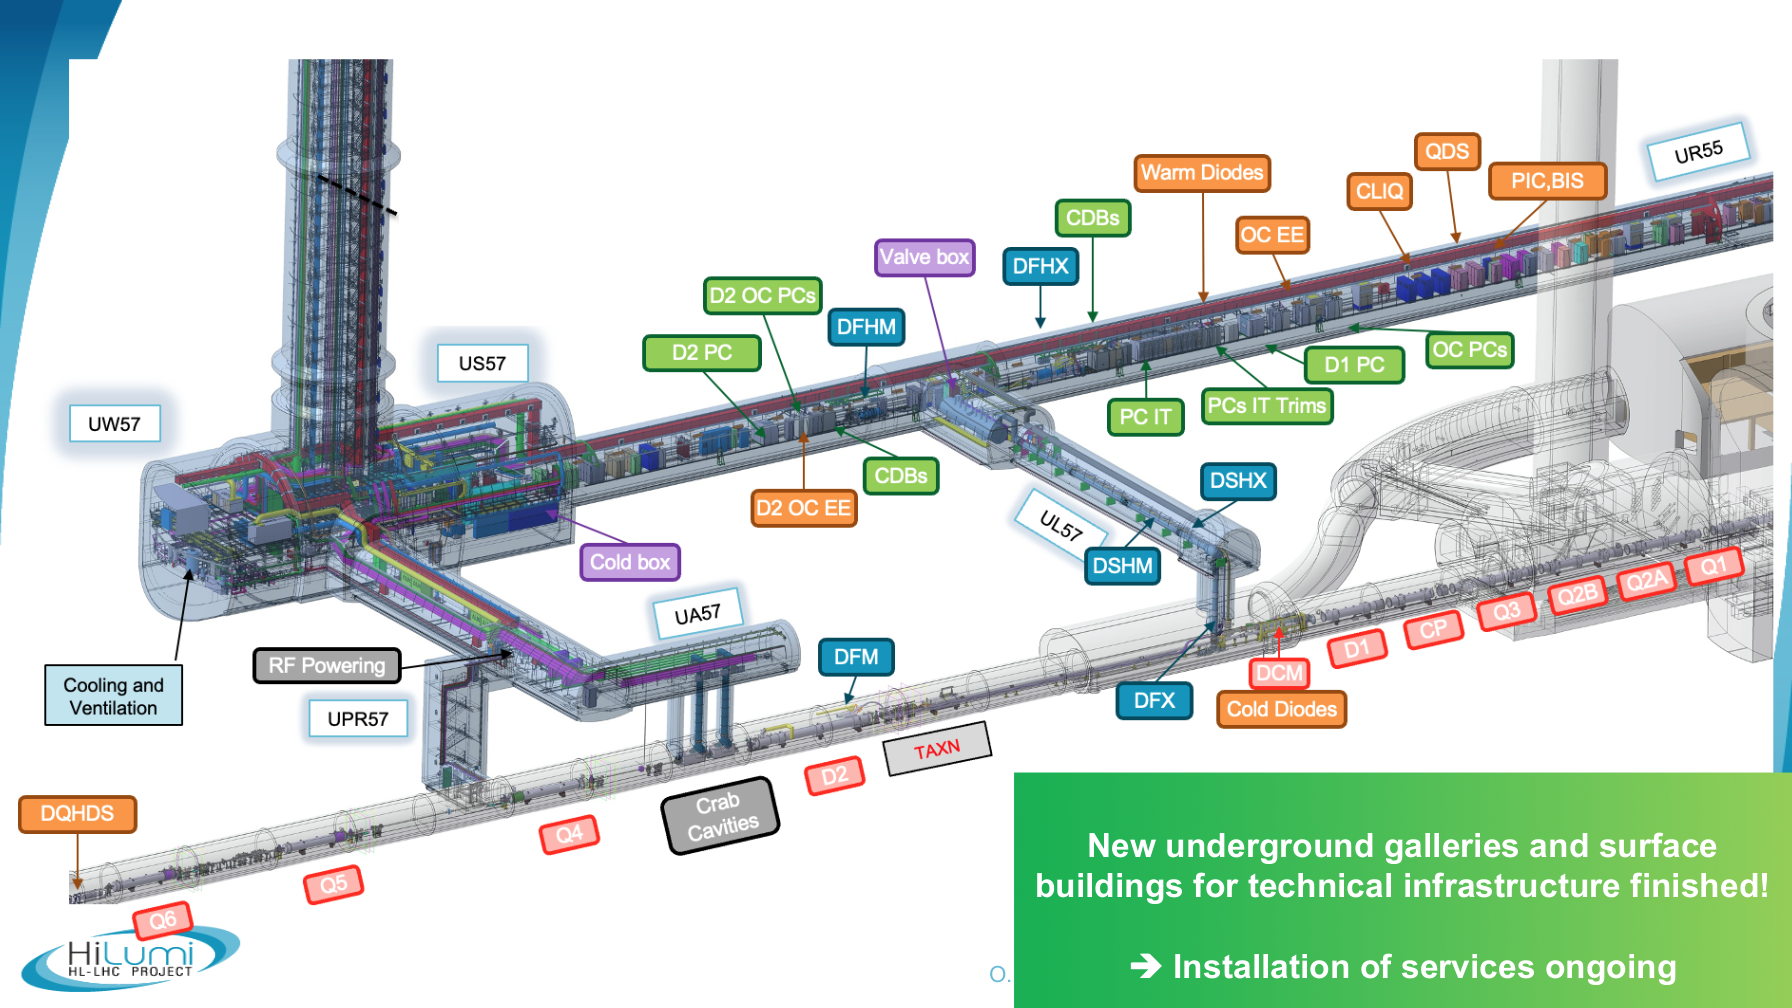 QDS
UR55
Warm Diodes
CLIQ
PIC,BIS
CDBs
OC EE
Valve box
DFHX
D2 OC PCs
DFHM
D2 PC
US57
OC PCs
D1 PC
UW57
PC IT
PCs IT Trims
CDBs
DSHX
D2 OC EE
UL57
Cold box
DSHM
Q1
Q2A
Q2B
Q3
UA57
CP
D1
RF Powering
DFM
DCM
Cooling and
Ventilation
DFX
Cold Diodes
UPR57
TAXN
D2
Crab
Cavities
DQHDS
Q4
Q5
Q6
New underground galleries and surface
buildings for technical infrastructure finished!
➔ Installation of services ongoing
HiLumi
HL-LHC PROJECT
O.